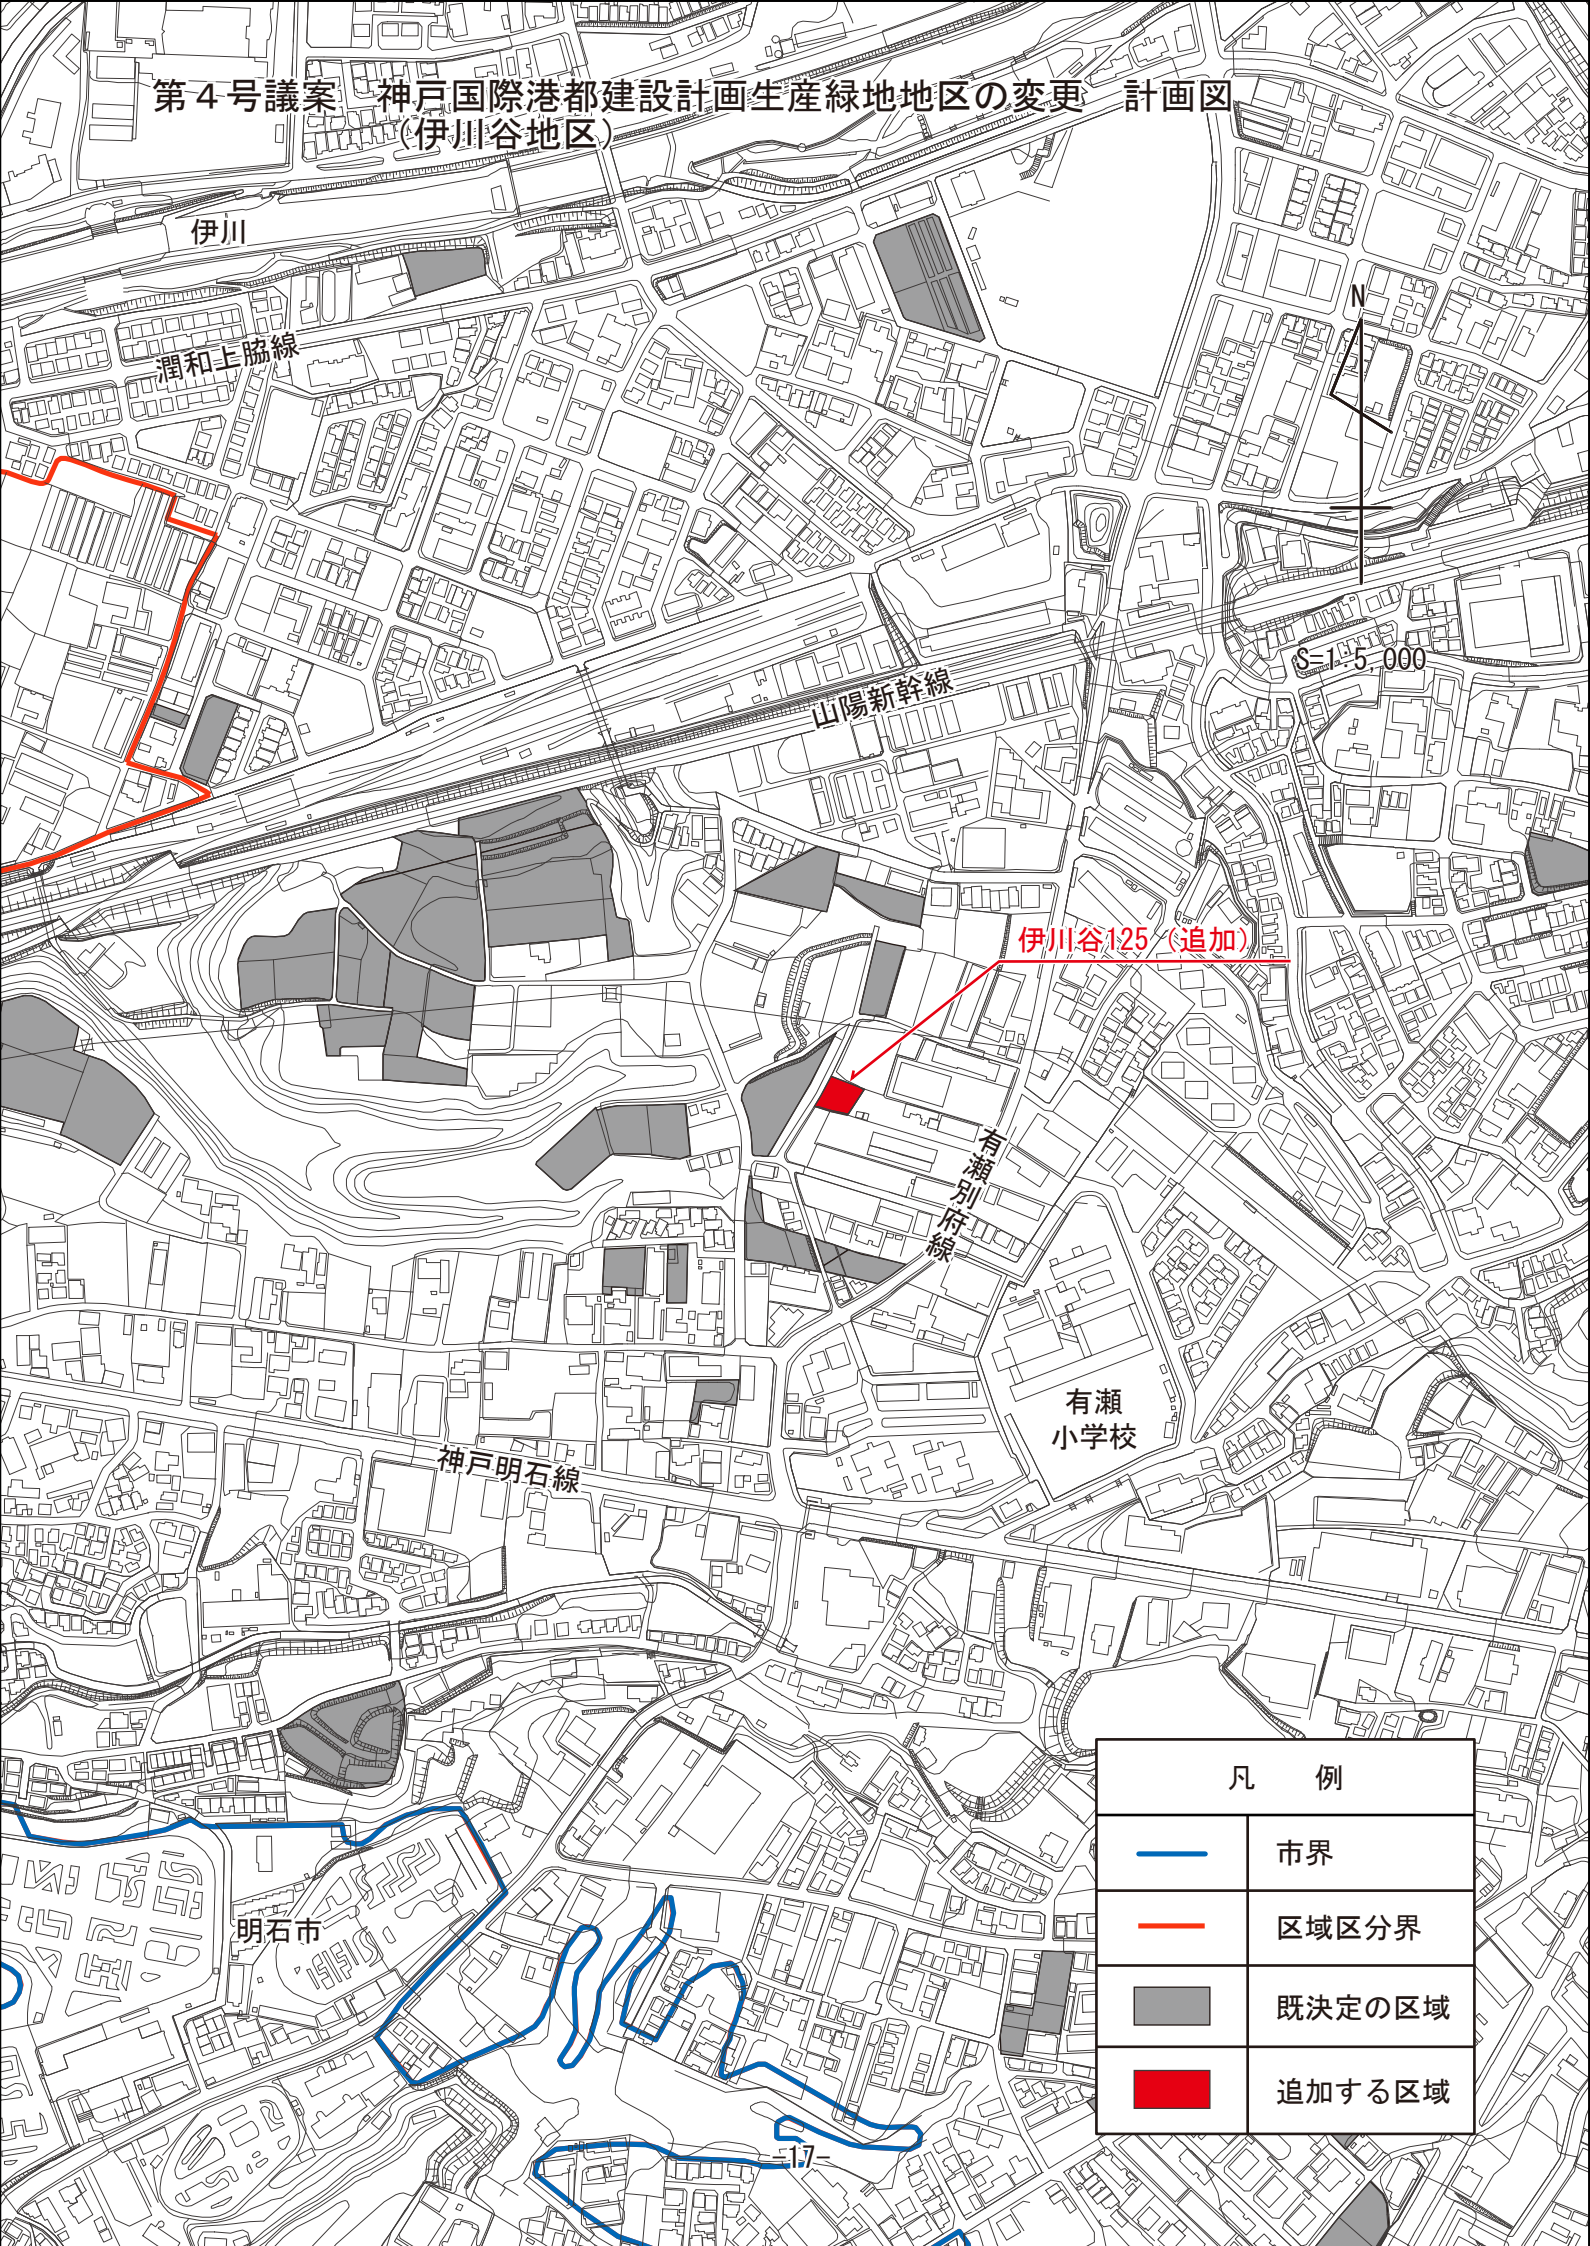 第４号議案　神戸国際港都建設計画生産緑地地区の変更　計画図
（伊川谷地区）
伊川
N
潤和上脇線
S=1:5,000
山陽新幹線
伊川谷125（追加）
有瀬別府線
有瀬
小学校
神戸明石線
凡　例
市界
区域区分界
既決定の区域
追加する区域
明石市
-17-